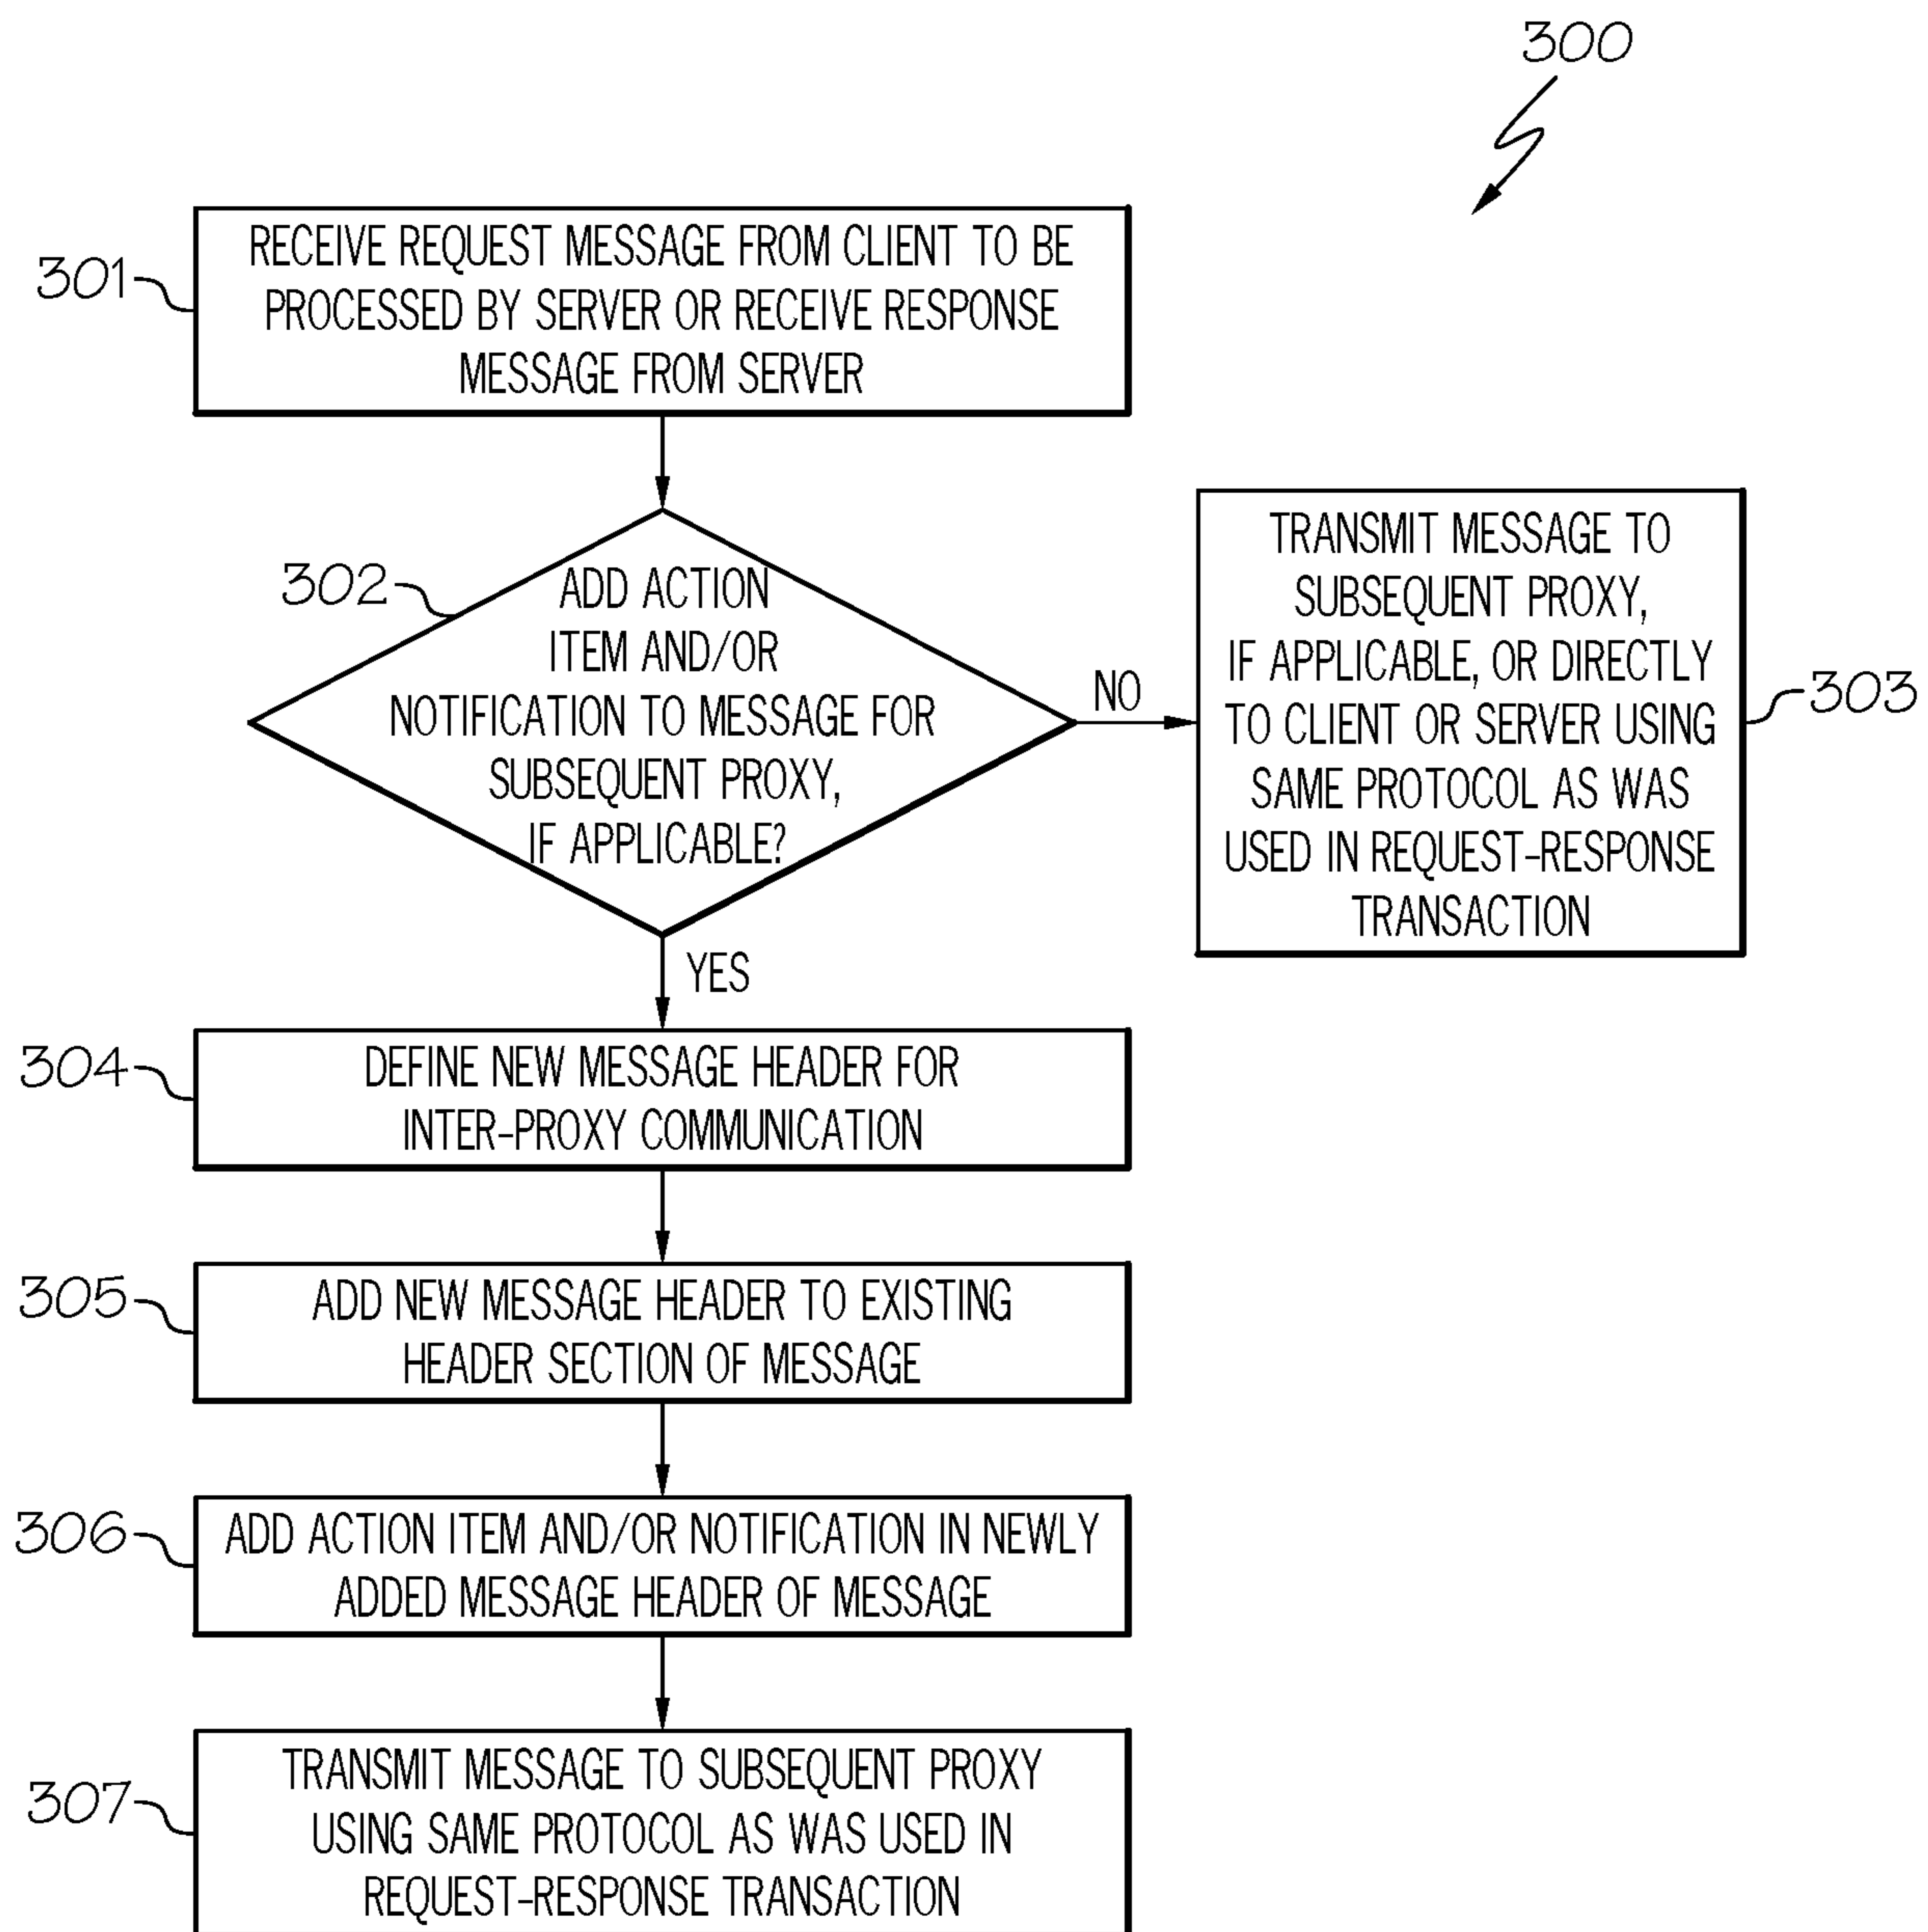 300
301
RECEIVE REQUEST MESSAGE FROM CLIENT TO BE
PROCESSED BY SERVER OR RECEIVE RESPONSE
MESSAGE FROM SERVER
302
ADD ACTION
ITEM AND/OR
NOTIFICATION TO MESSAGE FOR
SUBSEQUENT PROXY,
IF APPLICABLE?
NO
TRANSMIT MESSAGE TO
SUBSEQUENT PROXY,
IF APPLICABLE, OR DIRECTLY
TO CLIENT OR SERVER USING
SAME PROTOCOL AS WAS
USED IN REQUEST-RESPONSE
TRANSACTION
303
YES
304
DEFINE NEW MESSAGE HEADER FOR
INTER-PROXY COMMUNICATION
305
ADD NEW MESSAGE HEADER TO EXISTING
HEADER SECTION OF MESSAGE
306
ADD ACTION ITEM AND/OR NOTIFICATION IN NEWLY
ADDED MESSAGE HEADER OF MESSAGE
307
TRANSMIT MESSAGE TO SUBSEQUENT PROXY
USING SAME PROTOCOL AS WAS USED IN
REQUEST-RESPONSE TRANSACTION